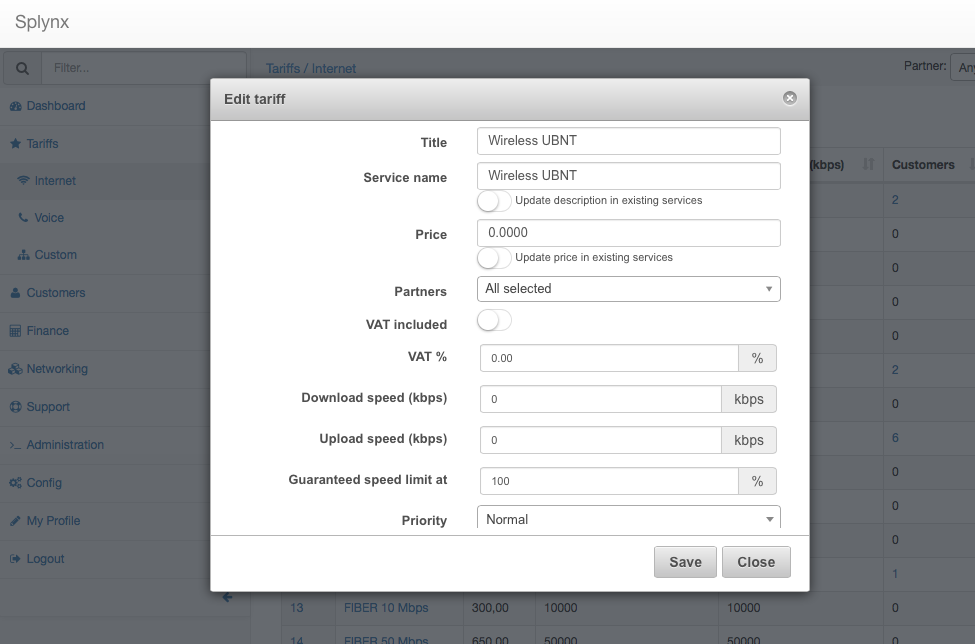 Splynx
Filter...
Tariffs / Internet
Partner:
Dashboard
Tariffs
Internet
Voice
Custom
Customers
Finance
Networking
Support
Administration
Config
My Profile
Logout
Edit tariff
Title Wireless UBNT
Service name Wireless UBNT
Update description in existing services
Price 0.0000
Update price in existing services
Partners All selected
VAT included
VAT % 0.00 %
Download speed (kbps) 0 kbps
Upload speed (kbps) 0 kbps
Guaranteed speed limit at 100 %
Priority Normal
Save Close
(kbps) Customers
2
0
0
0
0
2
0
6
0
0
0
1
13 FIBER 10 Mbps 300,00 10000 10000 0
14 FIBER 50 Mbps 650,00 50000 50000 0